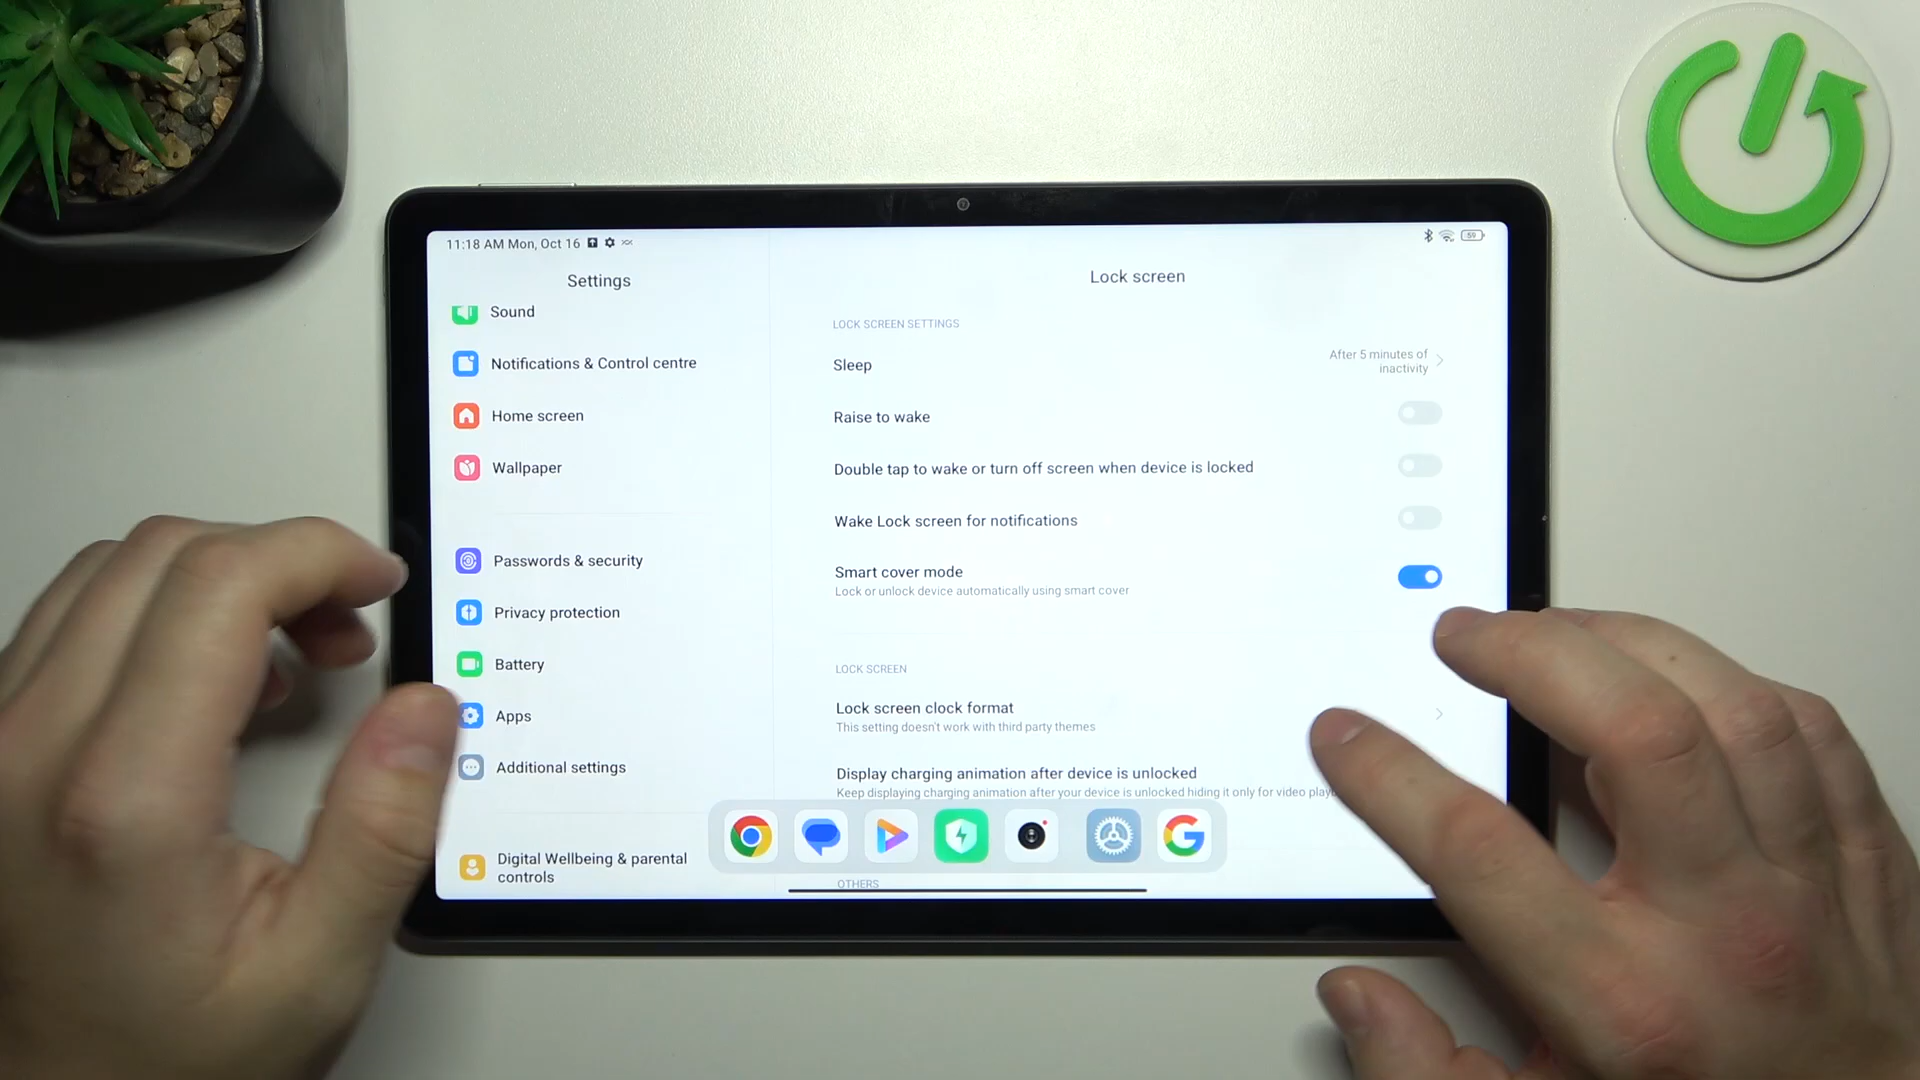 11:18 AM Mon, Oct 16
59
Settings
Sound
Notifications & Control centre
Home screen
Wallpaper
Passwords & security
Privacy protection
Battery
Apps
Additional settings
Digital Wellbeing & parental
controls
Lock screen
LOCK SCREEN SETTINGS
Sleep
After 5 minutes of
inactivity
Raise to wake
Double tap to wake or turn off screen when device is locked
Wake Lock screen for notifications
Smart cover mode
Lock or unlock device automatically using smart cover
LOCK SCREEN
Lock screen clock format
This setting doesn't work with third party themes
Display charging animation after device is unlocked
Keep displaying charging animation after your device is unlocked hiding it only for video
OTHERS